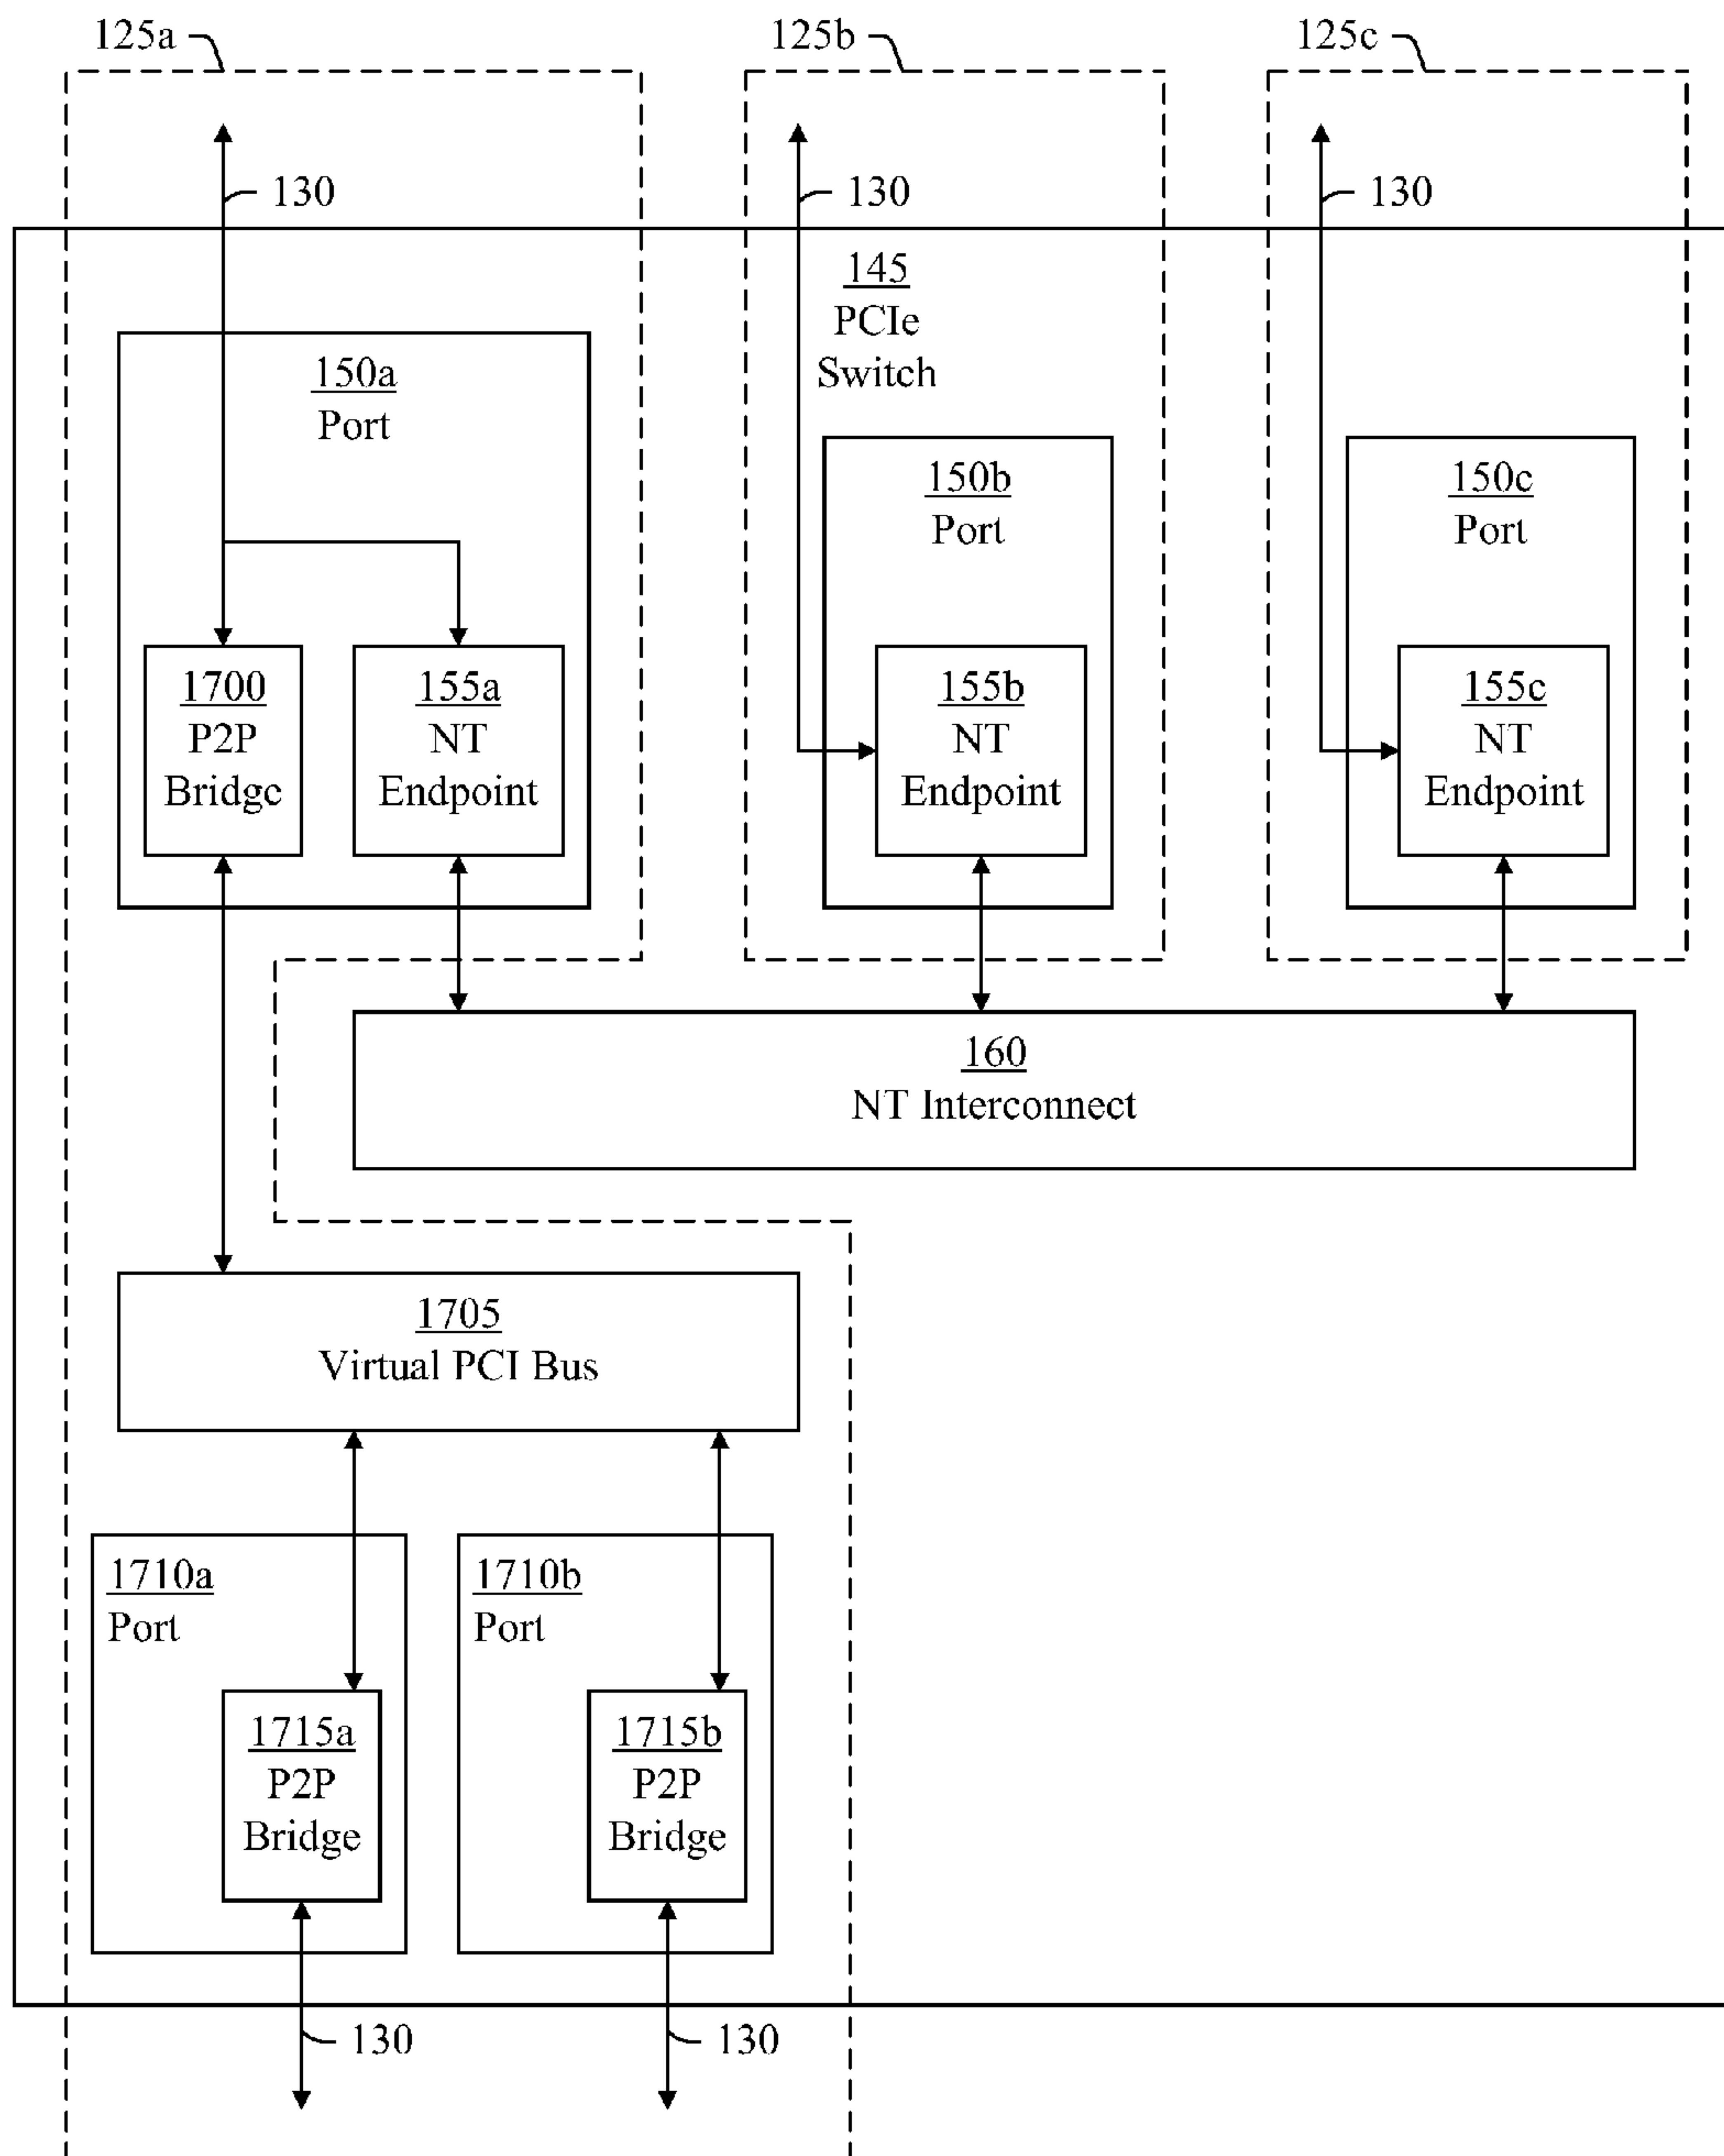 125a
125b
125c
130
130
130
145
PCIe
Switch
150a
Port
150b
Port
150c
Port
1700
P2P
Bridge
155a
NT
Endpoint
155b
NT
Endpoint
155c
NT
Endpoint
160
NT Interconnect
1705
Virtual PCI Bus
1710a
Port
1710b
Port
1715a
P2P
Bridge
1715b
P2P
Bridge
130
130